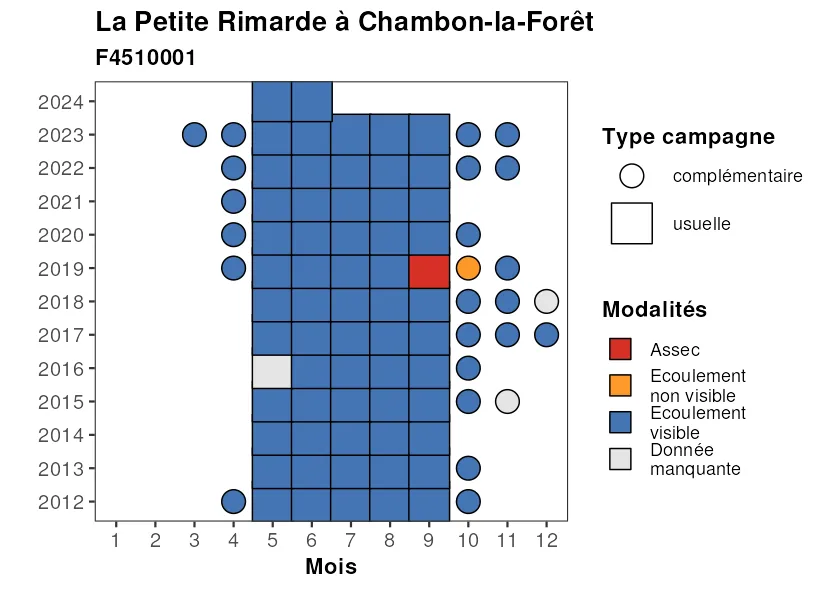 La Petite Rimarde à Chambon-la-Forêt
F4510001
2024
2023
2022
2021
2020
2019
2018
2017
2016
2015
2014
2013
2012
1 2 3 4 5 6 7 8 9 10 11 12
Mois
Type campagne
complémentaire
usuelle
Modalités
Assec
Ecoulement
non visible
Ecoulement
visible
Donnée
manquante